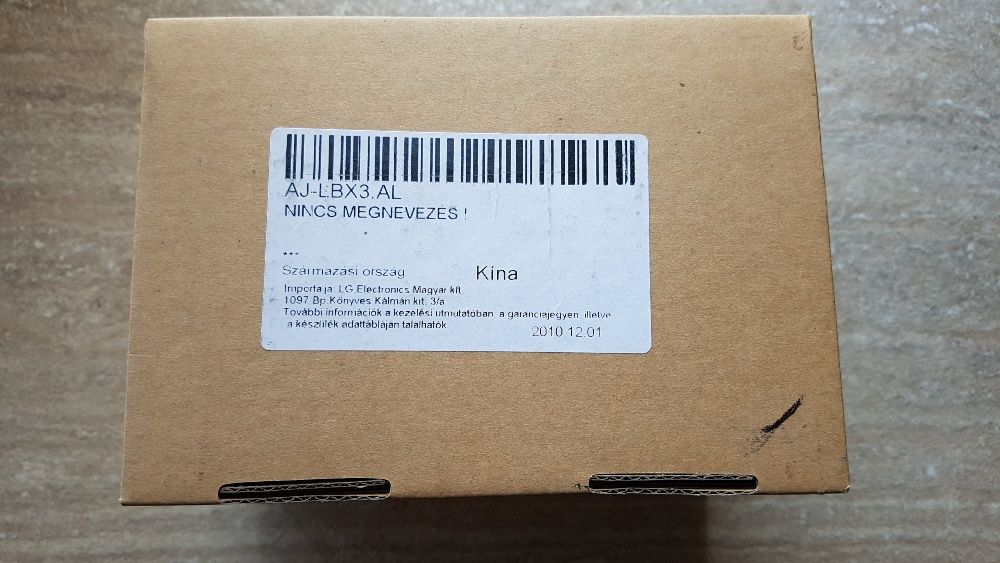 AJ-LBX3.AL
NINCS MEGNEVEZÉS !
***
Származási ország Kína
Importálja: LG Electronics Magyar kft.
1097 Bp.Könyves Kálmán krt. 3/a
További információk a kezelési útmutatóban, a garanciajegyen, illetve
a készülék adattábláján találhatók
2010.12.01